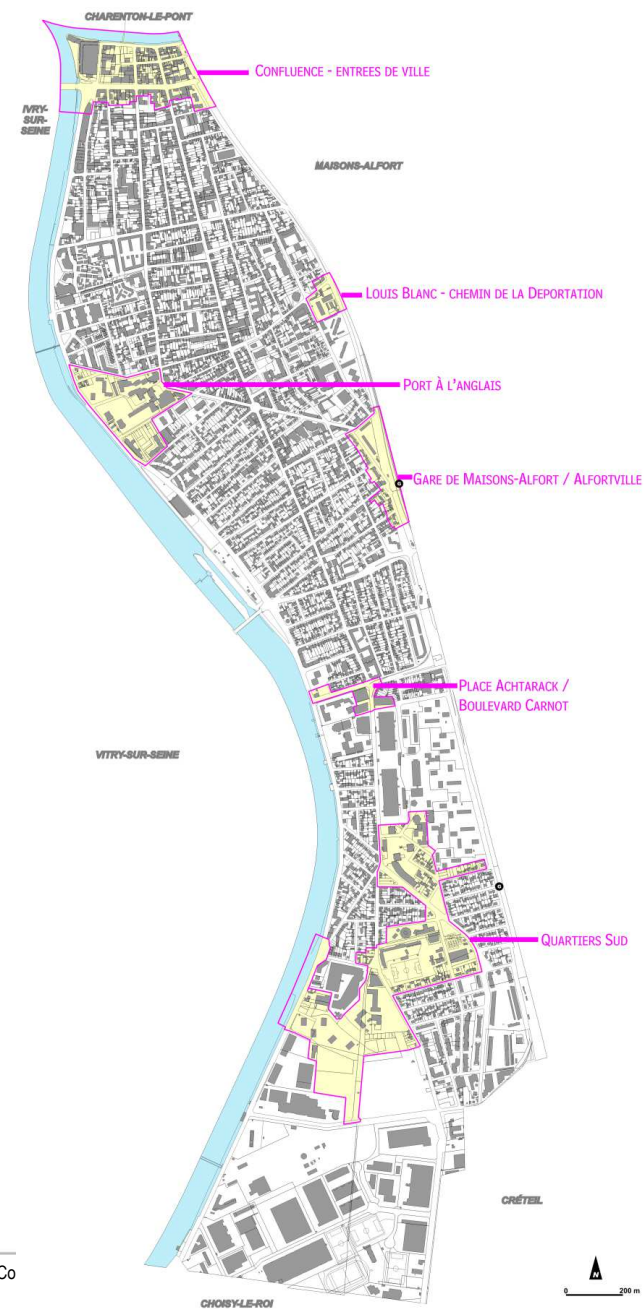 CHARENTON-LE-PONT
CONFLUENCE - ENTREES DE VILLE
IVRY-
SUR-
SEINE
MAISONS-ALFORT
LOUIS BLANC - CHEMIN DE LA DEPORTATION
PORT À L'ANGLAIS
GARE DE MAISONS-ALFORT / ALFORTVILLE
G
PLACE ACHTARACK /
BOULEVARD CARNOT
VITRY-SUR-SEINE
G
QUARTIERS SUD
CRÉTEIL
Co
N
0 200 m
CHOISY-LE-ROI